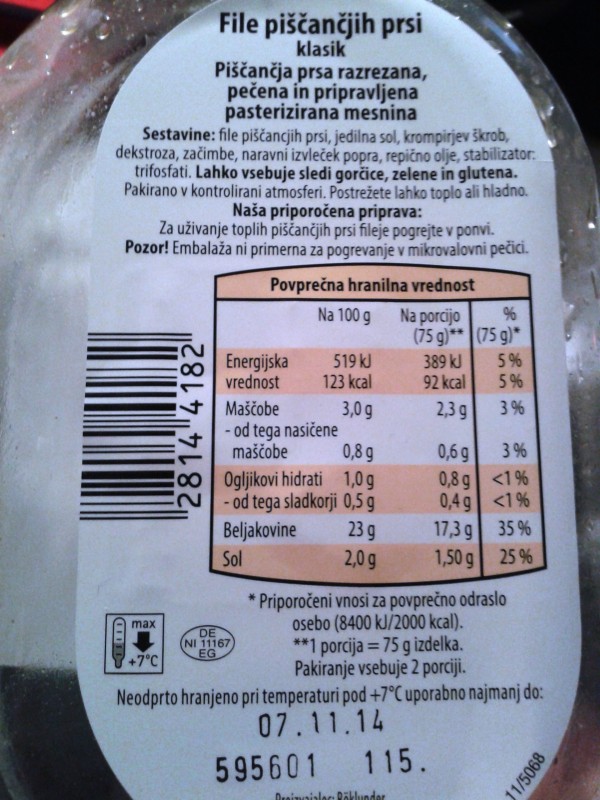 File piščančjih prsi
klasik
Piščančja prsa razrezana,
pečena in pripravljena
pasterizirana mesnina
Sestavine: file piščancjih prsi, jedilna sol, krompirjev škrob,
dekstroza, začimbe, naravni izvleček popra, repično olje, stabilizator:
trifosfati. Lahko vsebuje sledi gorčice, zelene in glutena.
Pakirano v kontrolirani atmosferi. Postrežete lahko toplo ali hladno.
Naša priporočena priprava:
Za uživanje toplih piščančjih prsi fileje pogrejte v ponvi.
Pozor! Embalaža ni primerna za pogrevanje v mikrovalovni pečici.
Povprečna hranilna vrednost
Na 100 g Na porcijo %
(75 g)** (75 g)*
Energijska 519 kJ 389 kJ 5 %
vrednost 123 kcal 92 kcal 5 %
Maščobe 3,0 g 2,3 g 3 %
- od tega nasičene
maščobe 0,8 g 0,6 g 3 %
Ogljikovi hidrati 1,0 g 0,8 g <1 %
- od tega sladkorji 0,5 g 0,4 g <1 %
Beljakovine 23 g 17,3 g 35 %
Sol 2,0 g 1,50 g 25 %
2814 4182
* Priporočeni vnosi za povprečno odraslo
osebo (8400 kJ/2000 kcal).
**1 porcija = 75 g izdelka.
Pakiranje vsebuje 2 porciji.
max
+7°C
DE
NI 11167
EG
Neodprto hranjeno pri temperaturi pod +7°C uporabno najmanj do:
07.11.14
595601 115.
11/5068
Proizvajalec: Böklunder